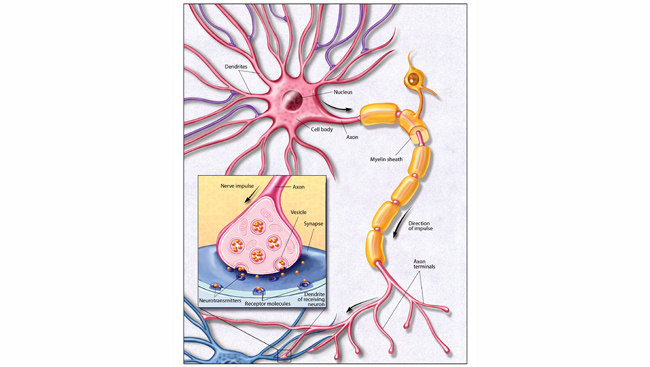 Dendrites
Nucleus
Cell body
Axon
Myelin sheath
Nerve impulse
Axon
Vesicle
Synapse
Direction
of impulse
Axon
terminals
Neurotransmitters
Receptor molecules
Dendrite
of receiving
neuron